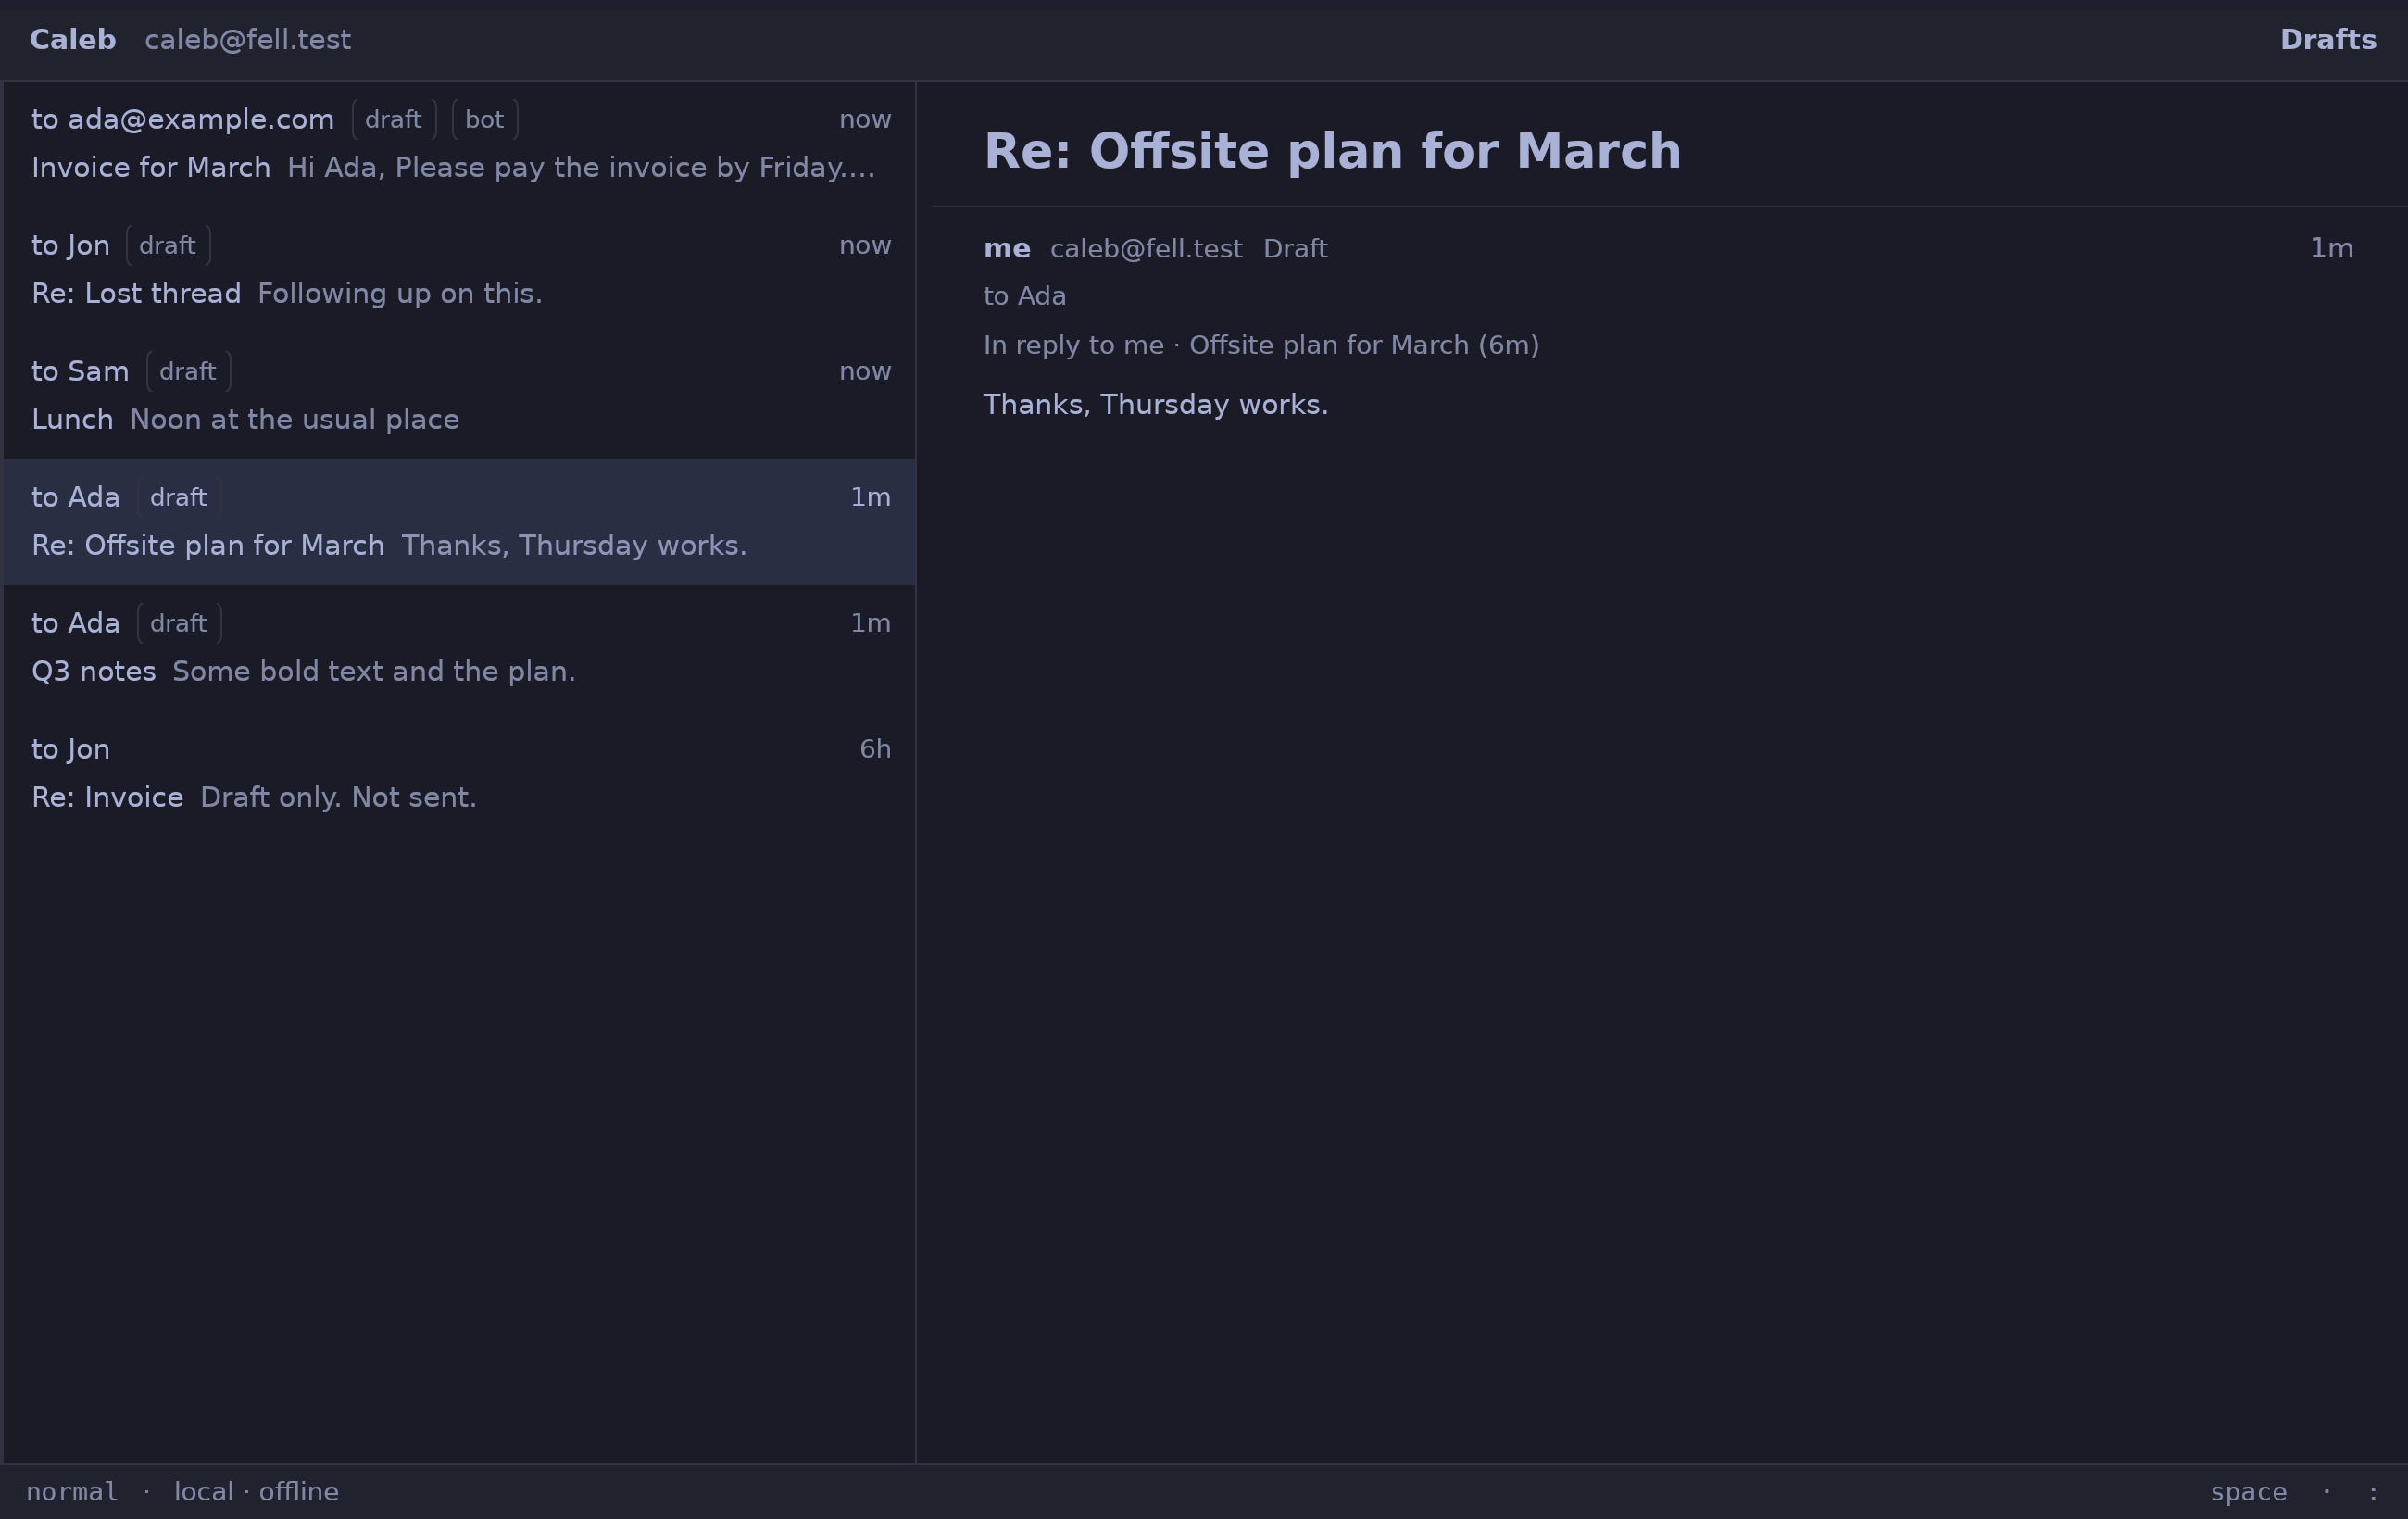 Caleb caleb@fell.test Drafts
to ada@example.com draft bot now
Invoice for March Hi Ada, Please pay the invoice by Friday....
to Jon draft now
Re: Lost thread Following up on this.
to Sam draft now
Lunch Noon at the usual place
to Ada draft 1m
Re: Offsite plan for March Thanks, Thursday works.
to Ada draft 1m
Q3 notes Some bold text and the plan.
to Jon 6h
Re: Invoice Draft only. Not sent.
Re: Offsite plan for March
me caleb@fell.test Draft 1m
to Ada
In reply to me · Offsite plan for March (6m)
Thanks, Thursday works.
normal · local · offline space · :